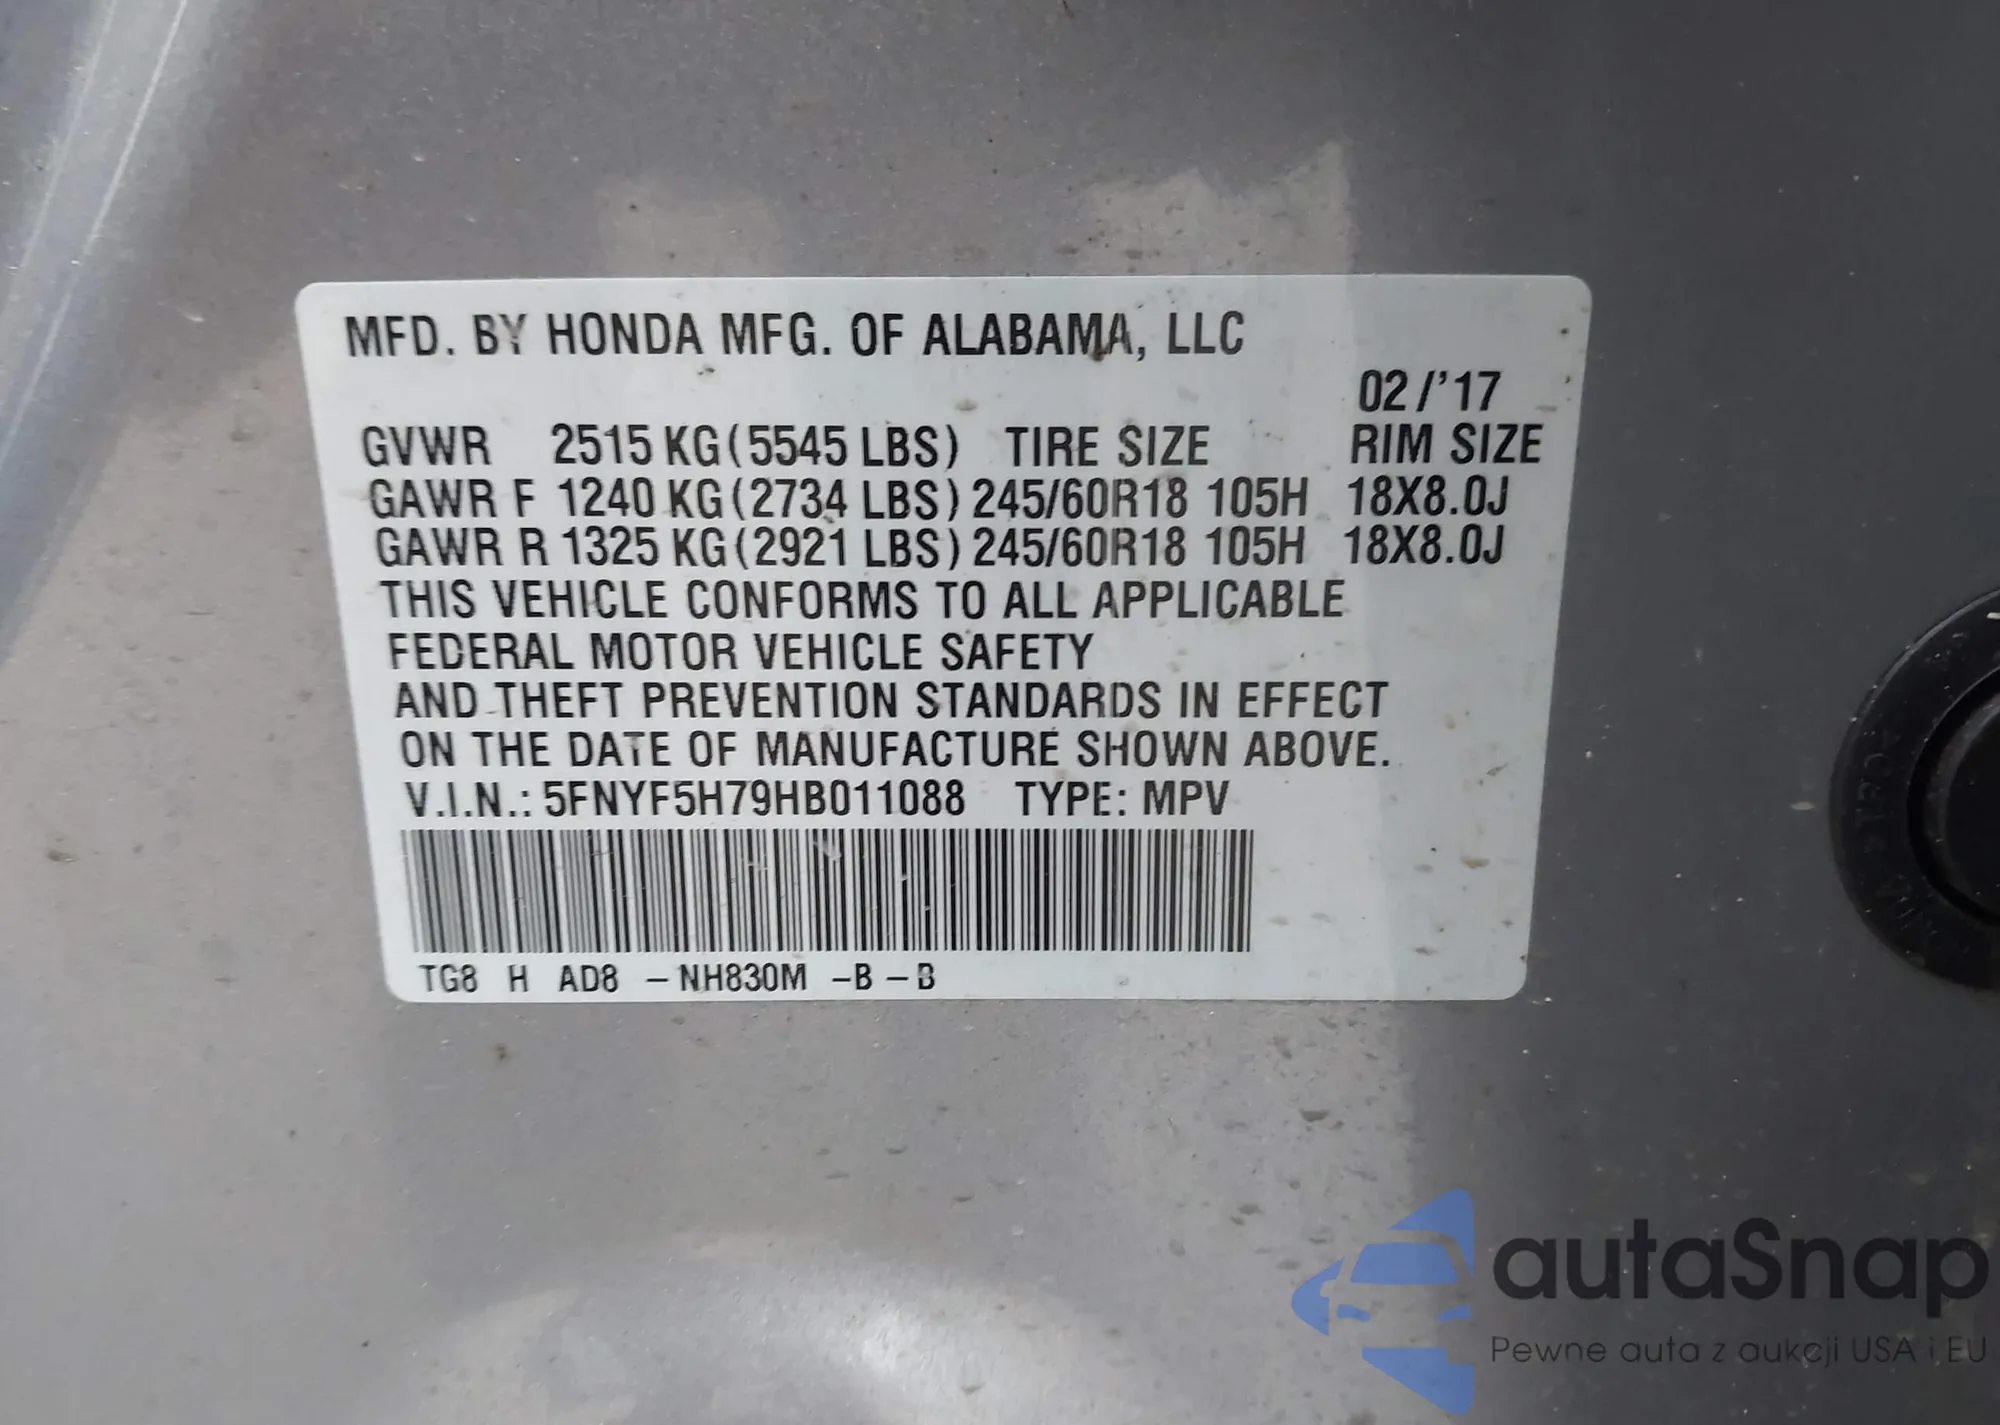 MFD. BY HONDA MFG. OF ALABAMA, LLC
02/'17
GVWR 2515 KG(5545 LBS) TIRE SIZE RIM SIZE
GAWR F 1240 KG(2734 LBS) 245/60R18 105H 18X8.0J
GAWR R 1325 KG(2921 LBS) 245/60R18 105H 18X8.0J
THIS VEHICLE CONFORMS TO ALL APPLICABLE
FEDERAL MOTOR VEHICLE SAFETY
AND THEFT PREVENTION STANDARDS IN EFFECT
ON THE DATE OF MANUFACTURE SHOWN ABOVE.
V.I.N.: 5FNYF5H79HB011088 TYPE: MPV
TG8 H AD8 -NH830M -B -B
autaSnap
Pewne auta z aukcji USA i EU